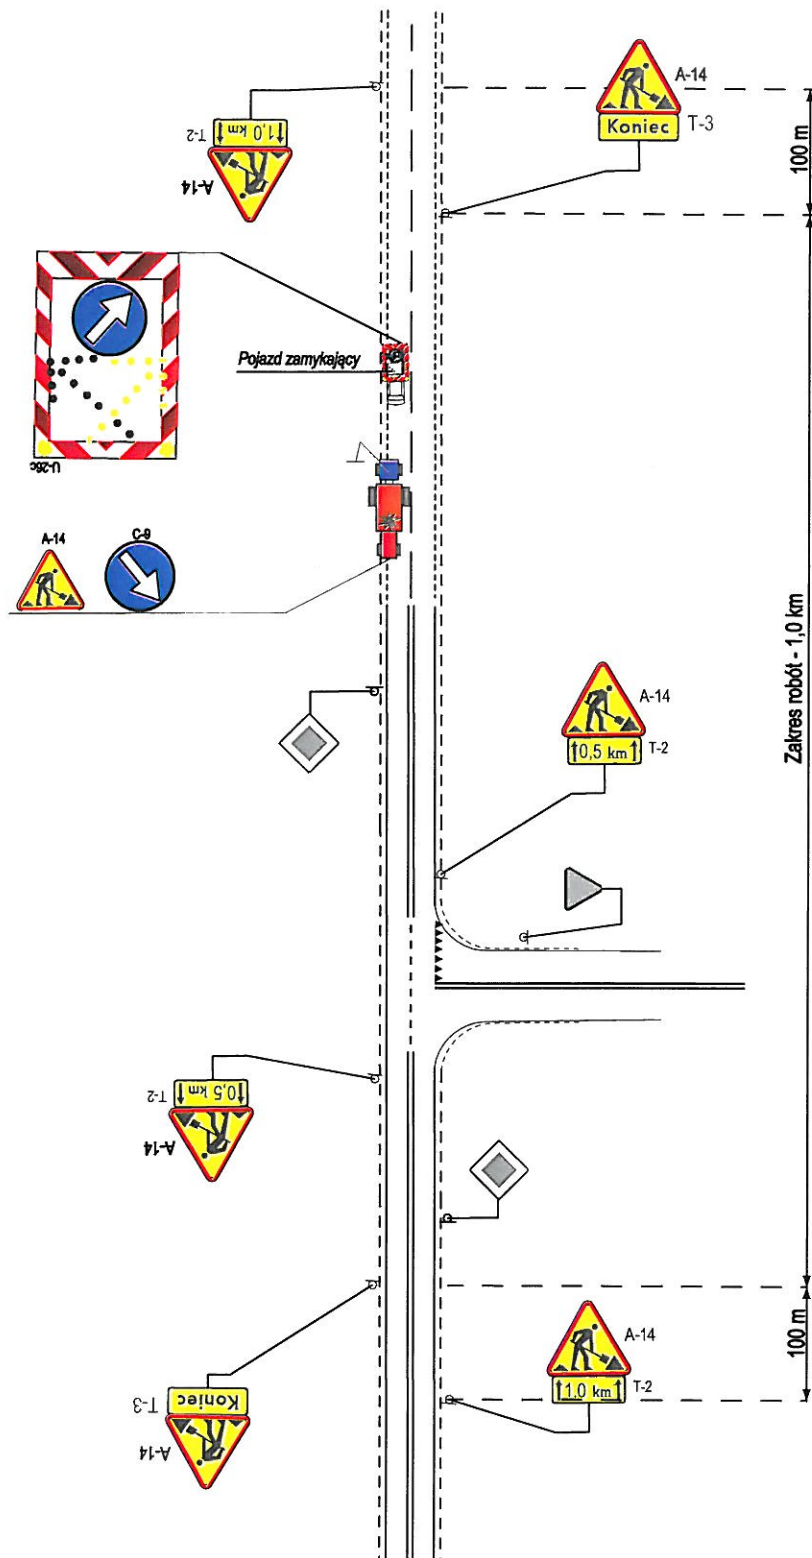 A-14
Koniec T-3
100 m
T-2
1,0 km
A-14
Pojazd zamykający
U-26c
A-14
C-9
Zakres robót - 1,0 km
A-14
0,5 km T-2
T-2
0,5 km
A-14
A-14
1,0 km T-2
100 m
T-3
Koniec
A-14